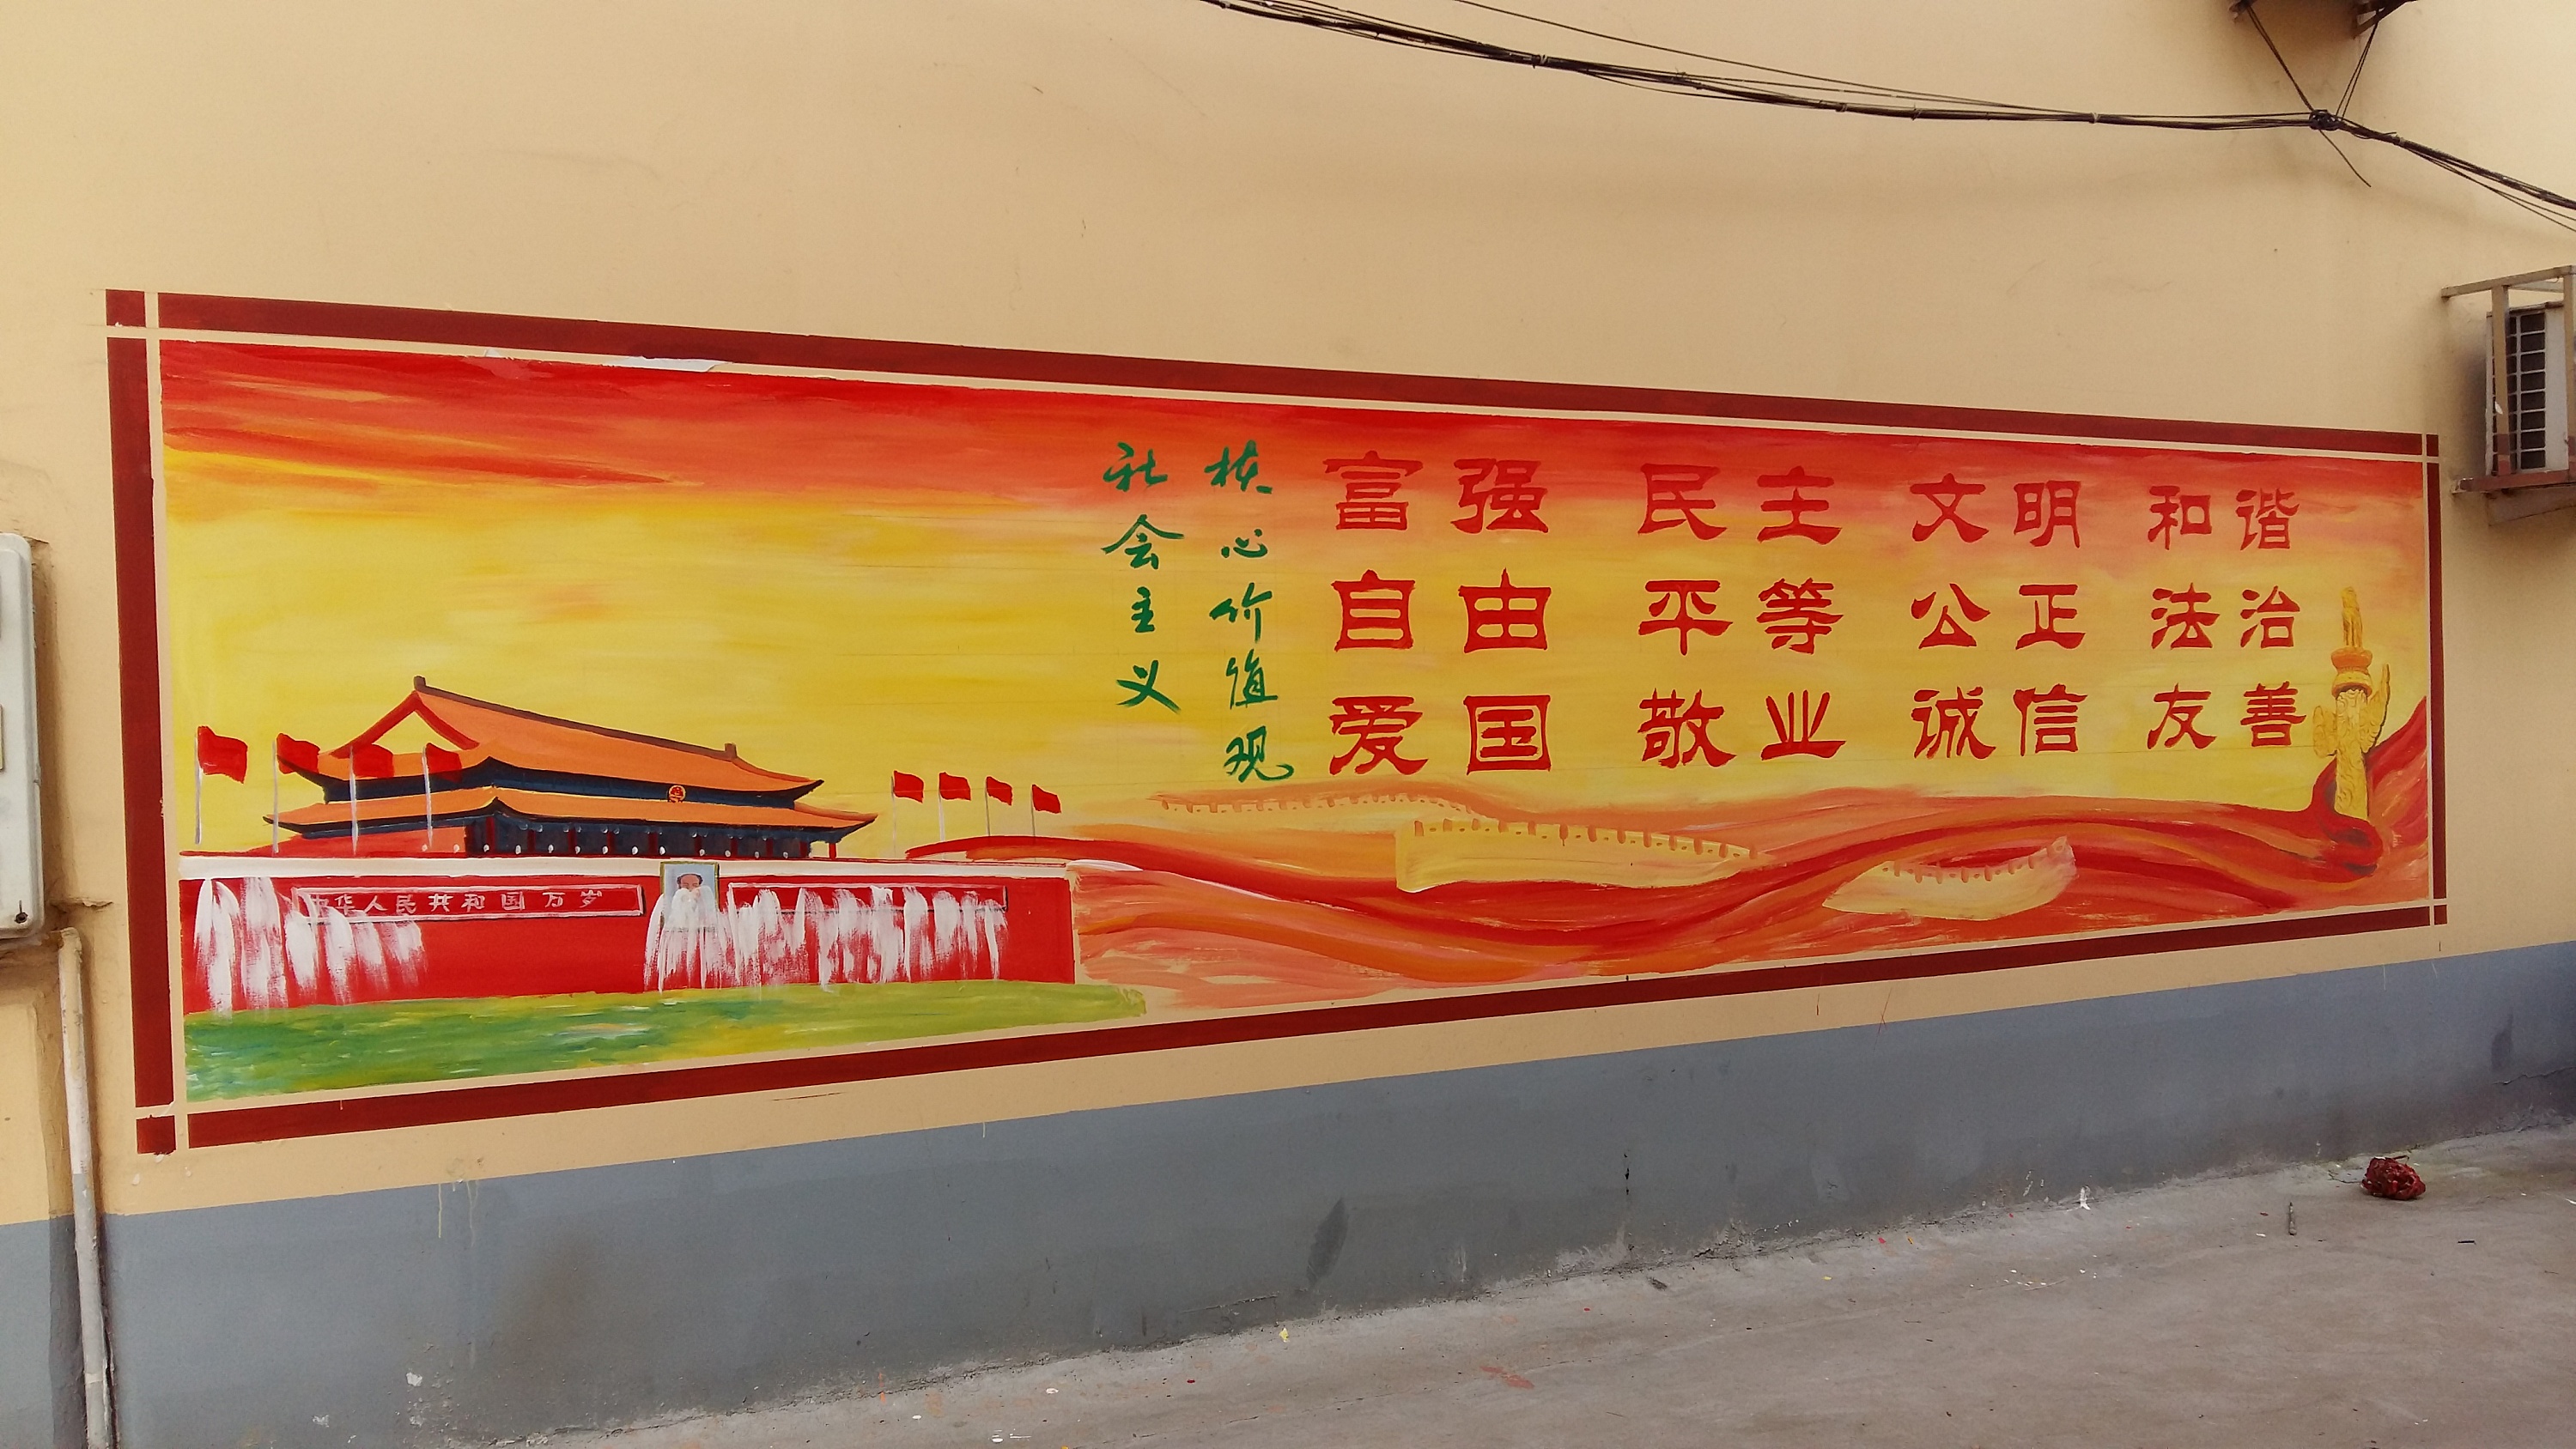 社会主义
核心价值观
富强 民主 文明 和谐
自由 平等 公正 法治
爱国 敬业 诚信 友善
中华人民共和国万岁